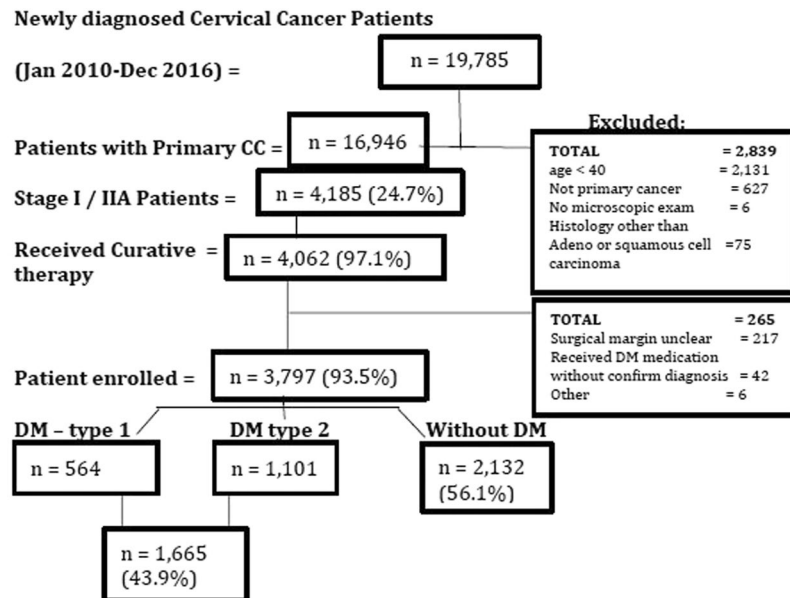 Newly diagnosed Cervical Cancer Patients
(Jan 2010-Dec 2016) =
n = 19,785
Patients with Primary CC =
n = 16,946
Excluded:
TOTAL = 2,839
age < 40 = 2,131
Not primary cancer = 627
No microscopic exam = 6
Histology other than
Adeno or squamous cell =75
carcinoma
Stage I / IIA Patients =
n = 4,185 (24.7%)
Received Curative =
therapy
n = 4,062 (97.1%)
TOTAL = 265
Surgical margin unclear = 217
Received DM medication
without confirm diagnosis = 42
Other = 6
Patient enrolled =
n = 3,797 (93.5%)
DM – type 1
DM type 2
Without DM
n = 564
n = 1,101
n = 2,132
(56.1%)
n = 1,665
(43.9%)